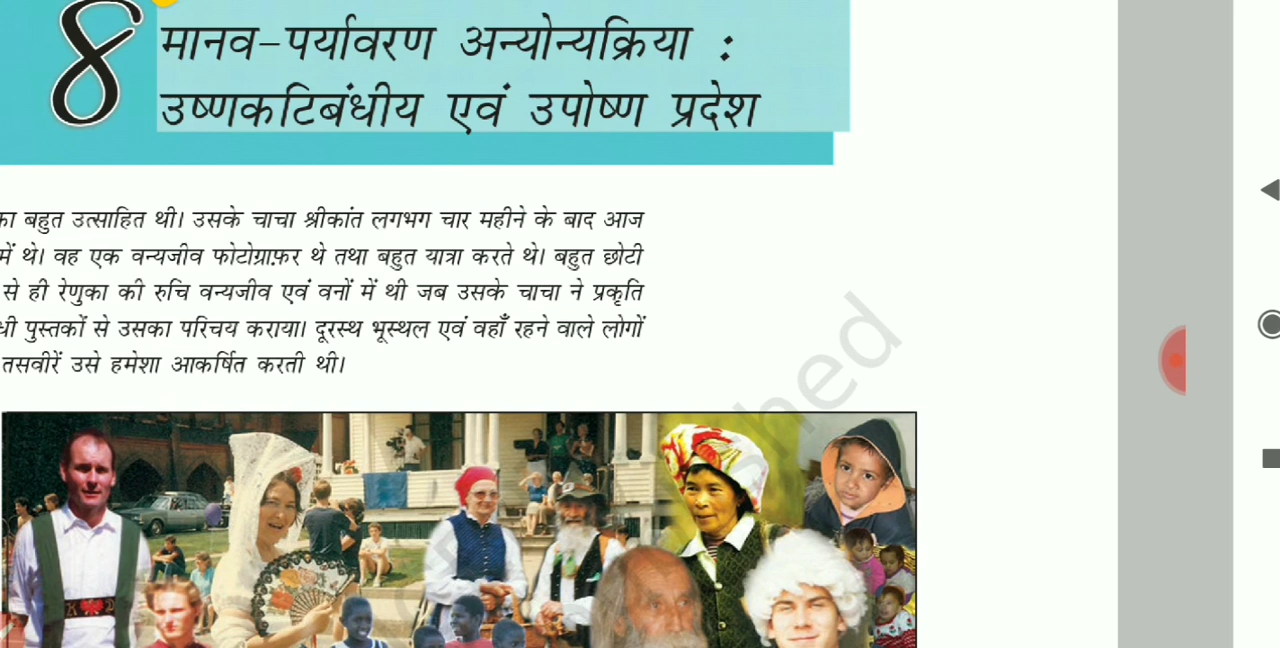 8
मानव-पर्यावरण अन्योन्यक्रिया :
उष्णकटिबंधीय एवं उपोष्ण प्रदेश
का बहुत उत्साहित थी। उसके चाचा श्रीकांत लगभग चार महीने के बाद आज
में थे। वह एक वन्यजीव फोटोग्राफ़र थे तथा बहुत यात्रा करते थे। बहुत छोटी
से ही रेणुका की रुचि वन्यजीव एवं वनों में थी जब उसके चाचा ने प्रकृति
धी पुस्तकों से उसका परिचय कराया। दूरस्थ भूस्थल एवं वहाँ रहने वाले लोगों
तसवीरें उसे हमेशा आकर्षित करती थी।
shed